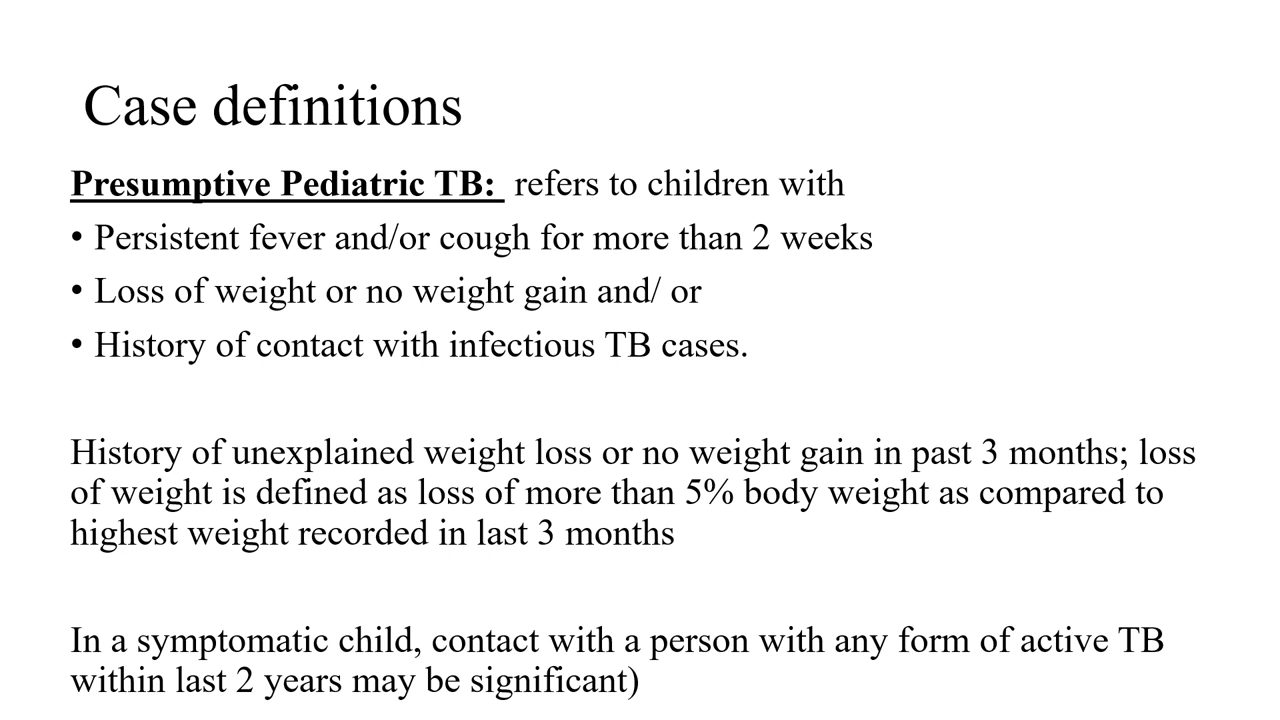 Case definitions
Presumptive Pediatric TB: refers to children with
• Persistent fever and/or cough for more than 2 weeks
• Loss of weight or no weight gain and/ or
• History of contact with infectious TB cases.
History of unexplained weight loss or no weight gain in past 3 months; loss
of weight is defined as loss of more than 5% body weight as compared to
highest weight recorded in last 3 months
In a symptomatic child, contact with a person with any form of active TB
within last 2 years may be significant)